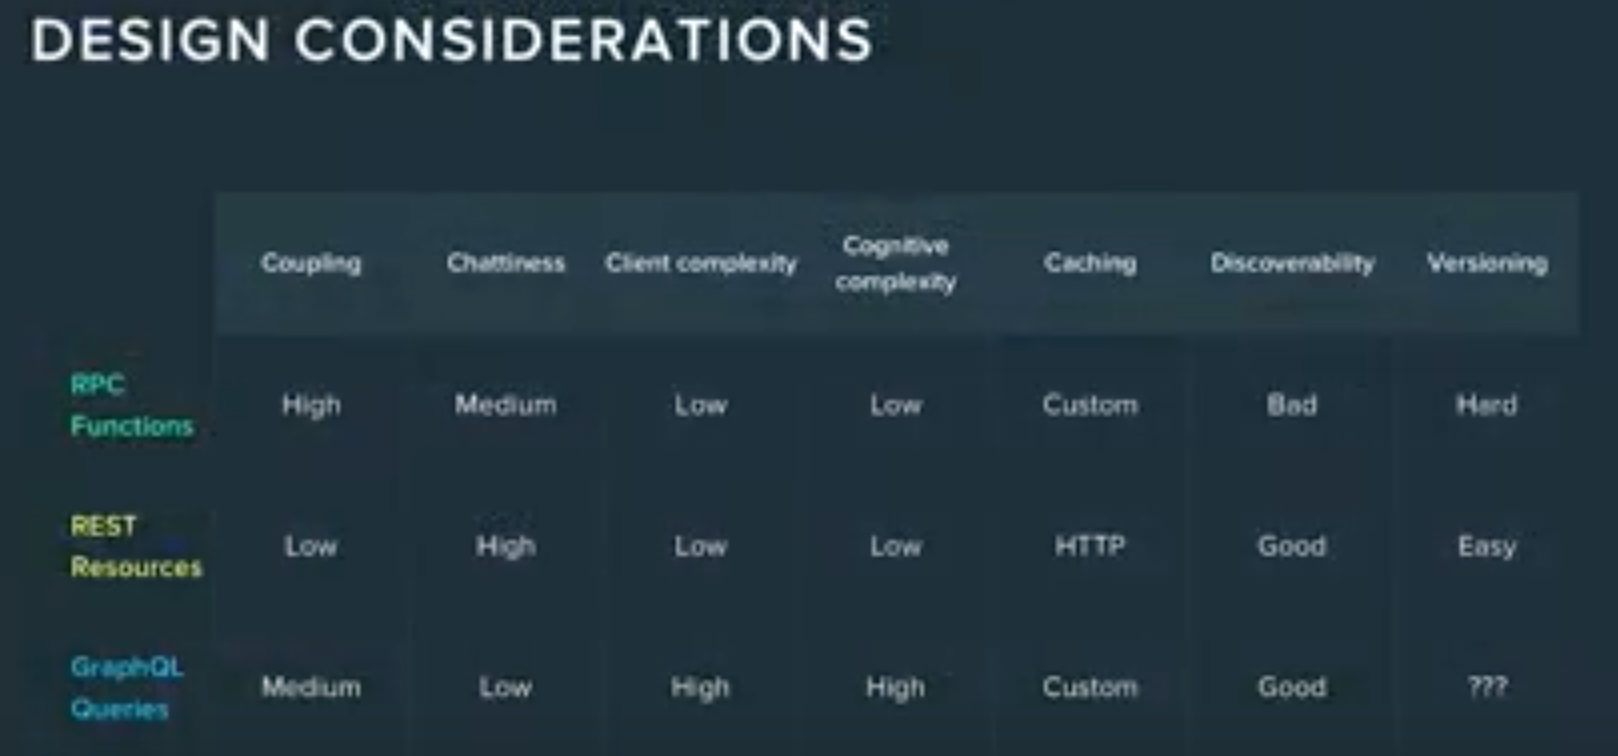 DESIGN CONSIDERATIONS
Coupling Chattiness Client complexity Cognitive complexity Caching Discoverability Versioning
RPC Functions High Medium Low Low Custom Bad Hard
REST Resources Low High Low Low HTTP Good Easy
GraphQL Queries Medium Low High High Custom Good ???